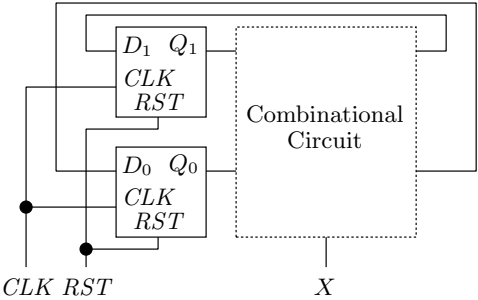 D₁ Q₁
CLK
RST
Combinational
Circuit
D₀ Q₀
CLK
RST
CLK RST X